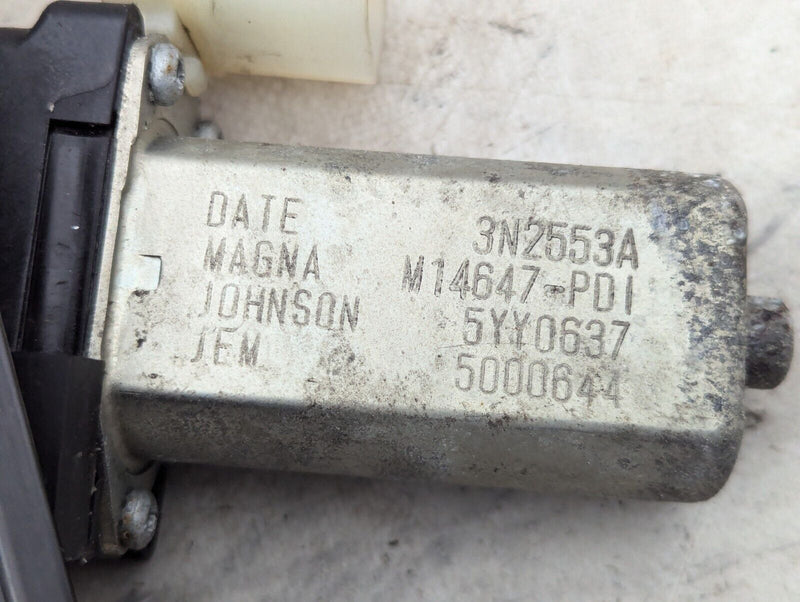 DATE 3N2553A
MAGNA M14647-PDI
JOHNSON 5YY0637
JEM 5000644